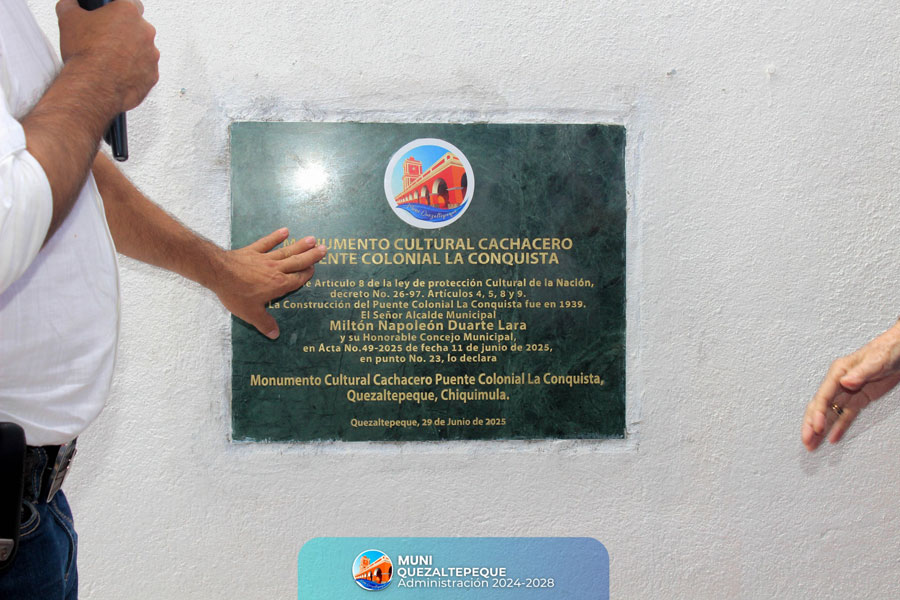 MONUMENTO CULTURAL CACHACERO
PUENTE COLONIAL LA CONQUISTA
Articulo 8 de la ley de protección Cultural de la Nación,
decreto No. 26-97. Artículos 4, 5, 8 y 9.
La Construcción del Puente Colonial La Conquista fue en 1939.
El Señor Alcalde Municipal
Miltón Napoleón Duarte Lara
y su Honorable Concejo Municipal,
en Acta No.49-2025 de fecha 11 de junio de 2025,
en punto No. 23, lo declara
Monumento Cultural Cachacero Puente Colonial La Conquista,
Quezaltepeque, Chiquimula.
Quezaltepeque, 29 de Junio de 2025
MUNI
QUEZALTEPEQUE
Administración 2024-2028